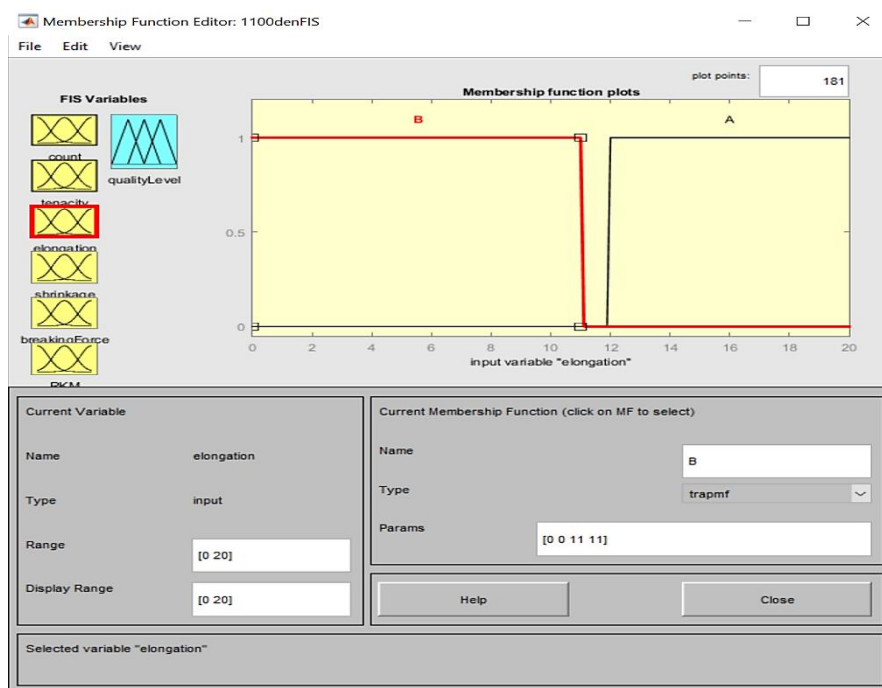 Membership Function Editor: 1100denFIS
File Edit View
FIS Variables
plot points: 181
Membership function plots
count
qualityLevel
tenacity
elongation
shrinkage
breakingForce
RKM
B A
1
0.5
0
0 2 4 6 8 10 12 14 16 18 20
input variable "elongation"
Current Variable
Name elongation
Type input
Range [0 20]
Display Range [0 20]
Current Membership Function (click on MF to select)
Name B
Type trapmf
Params [0 0 11 11]
Help Close
Selected variable "elongation"